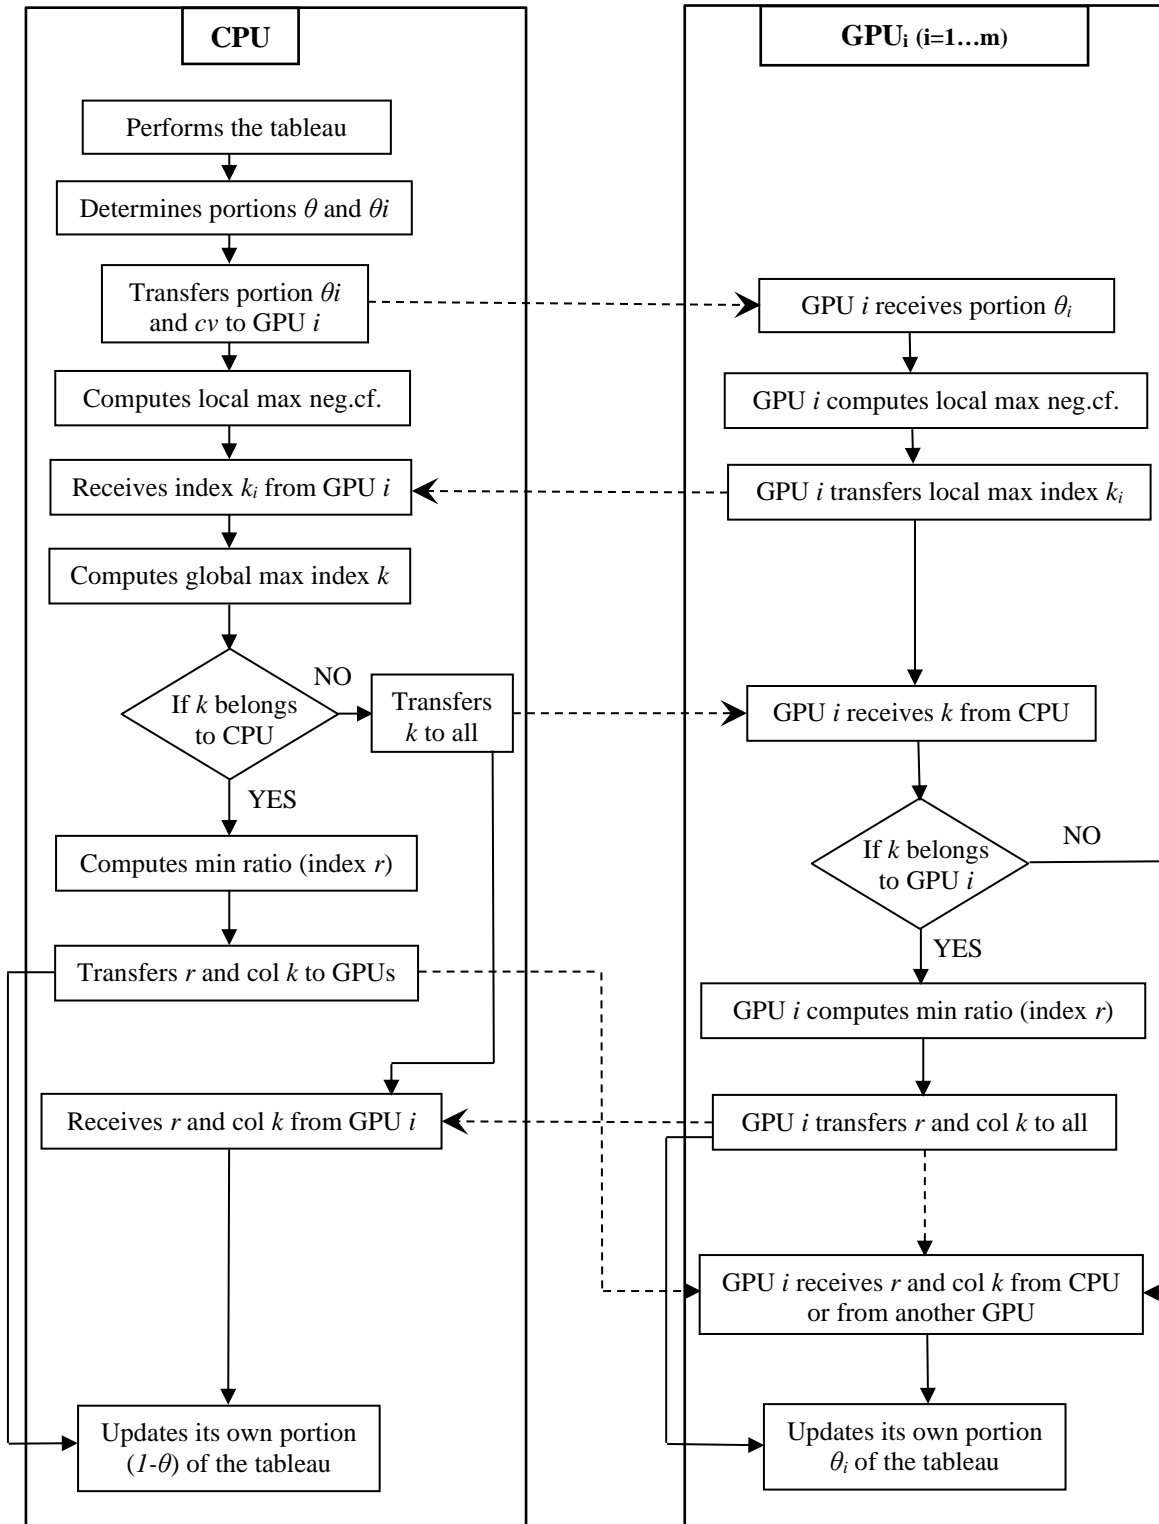 CPU
Performs the tableau
Determines portions θ and θi
Transfers portion θi
and cv to GPU i
Computes local max neg.cf.
Receives index kᵢ from GPU i
Computes global max index k
If k belongs
to CPU
NO
Transfers
k to all
YES
Computes min ratio (index r)
Transfers r and col k to GPUs
Receives r and col k from GPU i
Updates its own portion
(1-θ) of the tableau
GPUᵢ (i=1…m)
GPU i receives portion θᵢ
GPU i computes local max neg.cf.
GPU i transfers local max index kᵢ
GPU i receives k from CPU
If k belongs
to GPU i
NO
YES
GPU i computes min ratio (index r)
GPU i transfers r and col k to all
GPU i receives r and col k from CPU
or from another GPU
Updates its own portion
θᵢ of the tableau